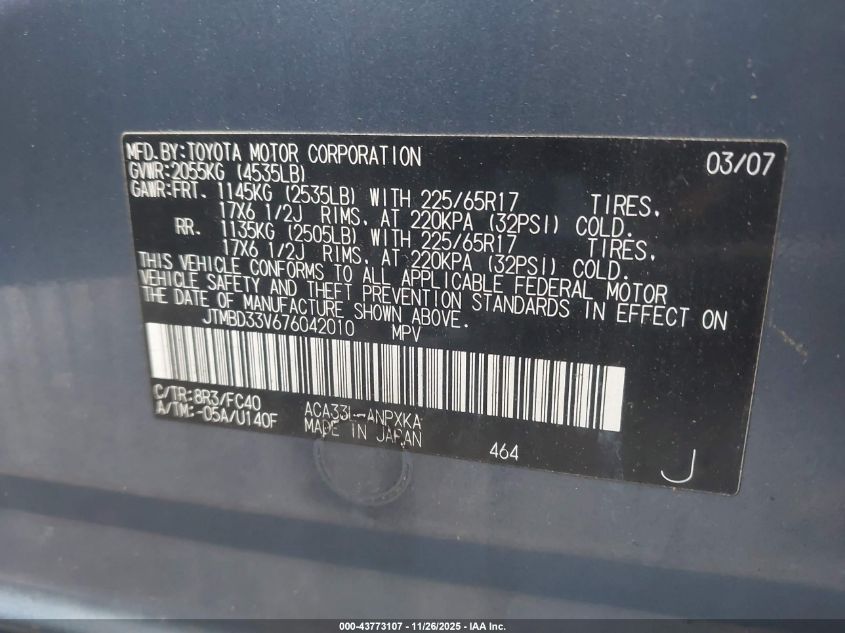 MFD.BY:TOYOTA MOTOR CORPORATION 03/07
GVWR:2055KG (4535LB)
GAWR:FRT. 1145KG (2535LB) WITH 225/65R17 TIRES,
17X6 1/2J RIMS, AT 220KPA (32PSI) COLD.
RR. 1135KG (2505LB) WITH 225/65R17 TIRES,
17X6 1/2J RIMS, AT 220KPA (32PSI) COLD.
THIS VEHICLE CONFORMS TO ALL APPLICABLE FEDERAL MOTOR
VEHICLE SAFETY AND THEFT PREVENTION STANDARDS IN EFFECT ON
THE DATE OF MANUFACTURE SHOWN ABOVE.
JTMBD33V676042010 MPV
C/TR:8R3/FC40
A/TM:-05A/U140F
ACA33L-ANPXKA
MADE IN JAPAN
464
J
000-43773107 - 11/26/2025 - IAA Inc.